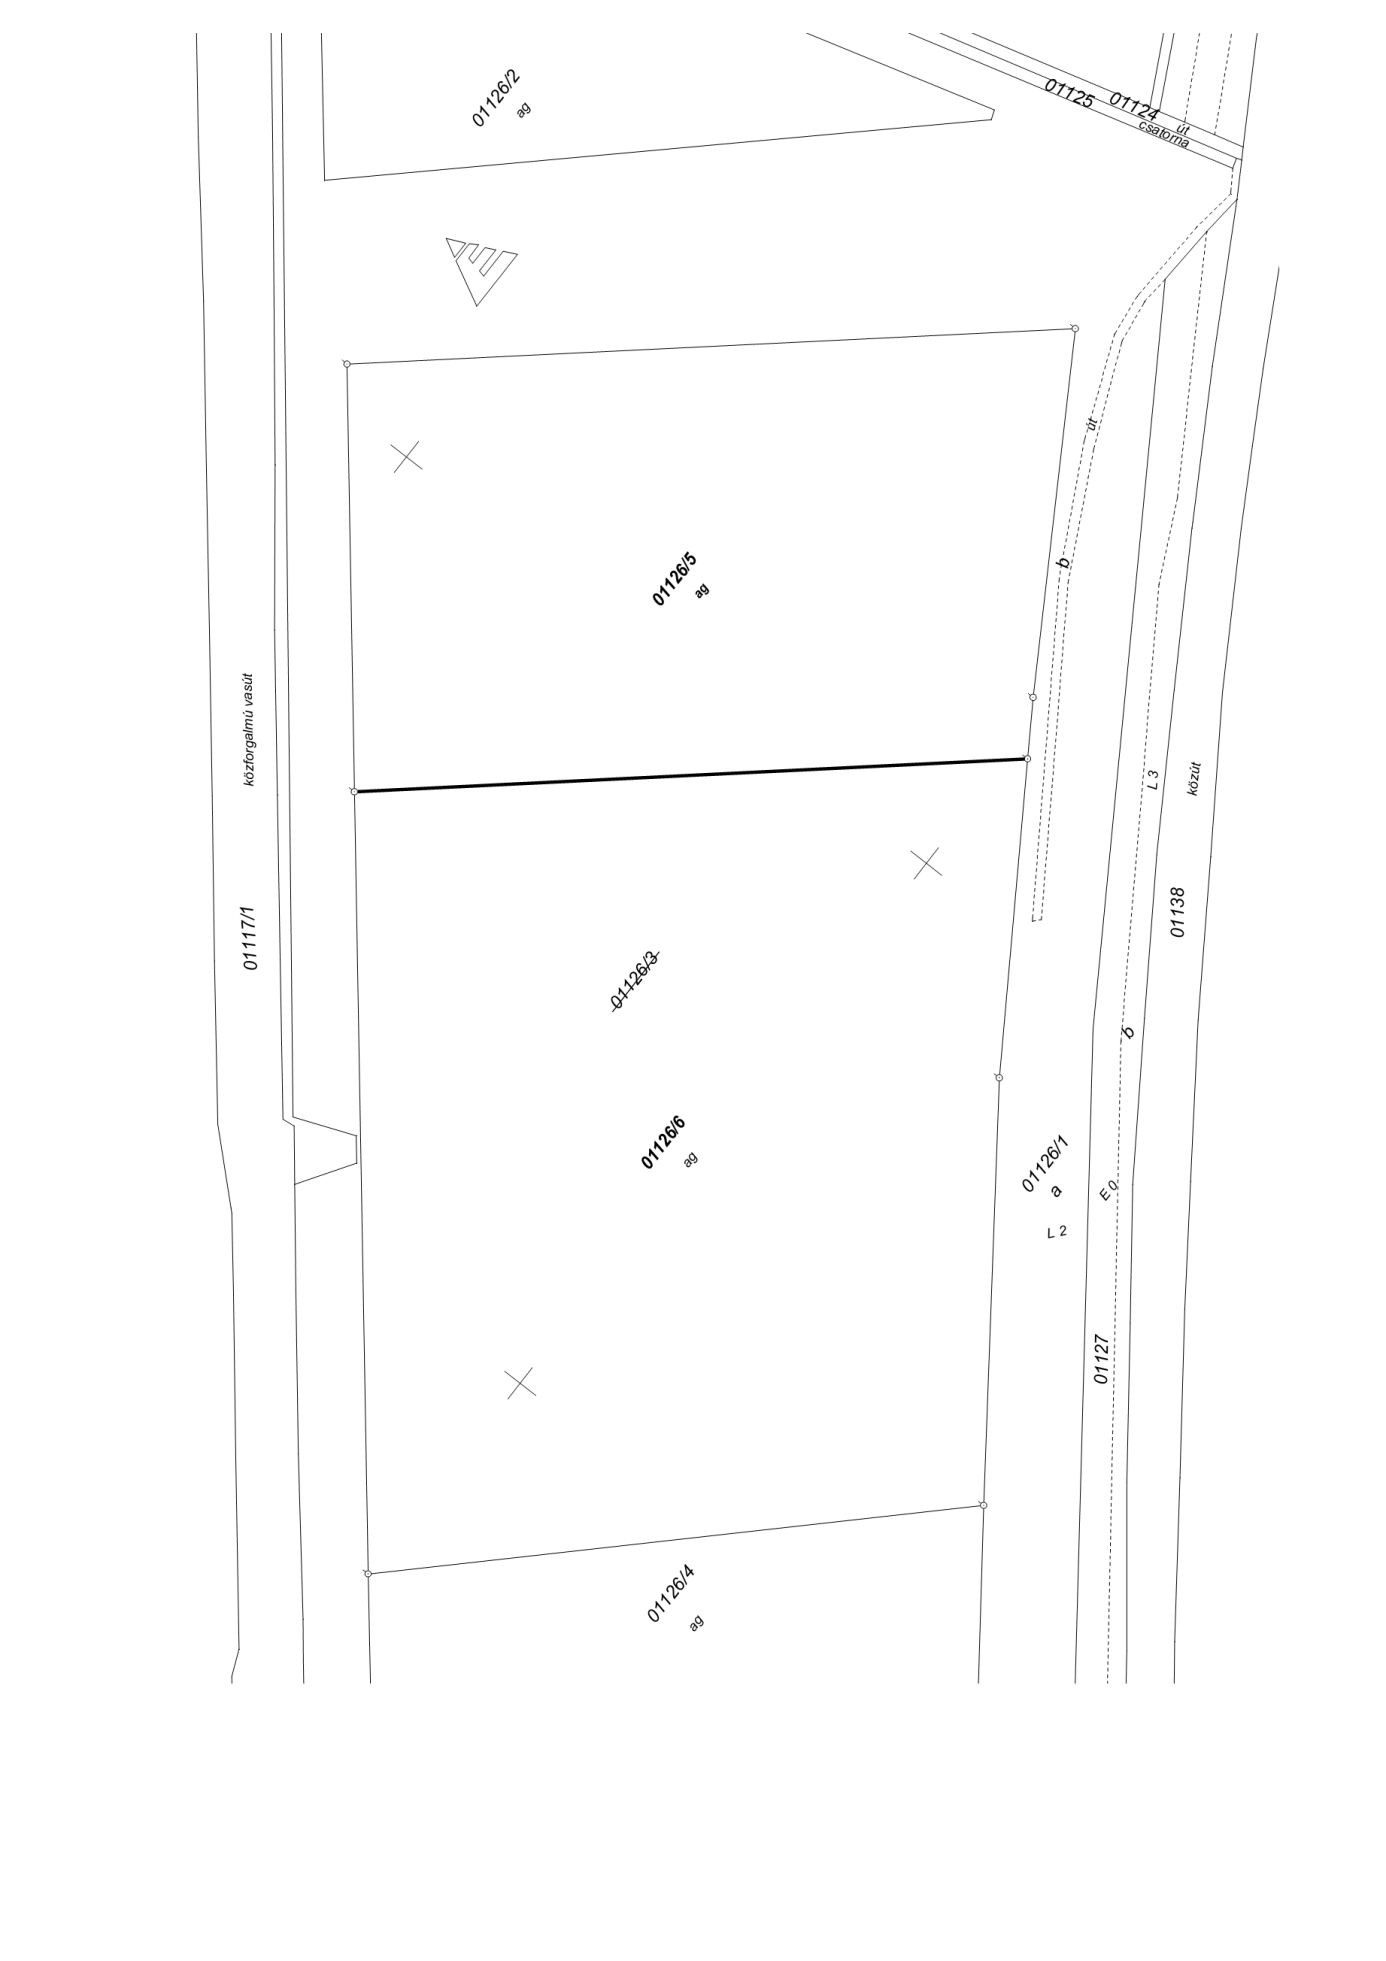 01126/2
ag
01125
01124
út
csatorna
út
01126/5
ag
b
közforgalmú vasút
L 3
közút
01117/1
01138
01126/3
b
01126/6
ag
01126/1
a
E 0
L 2
01127
01126/4
ag